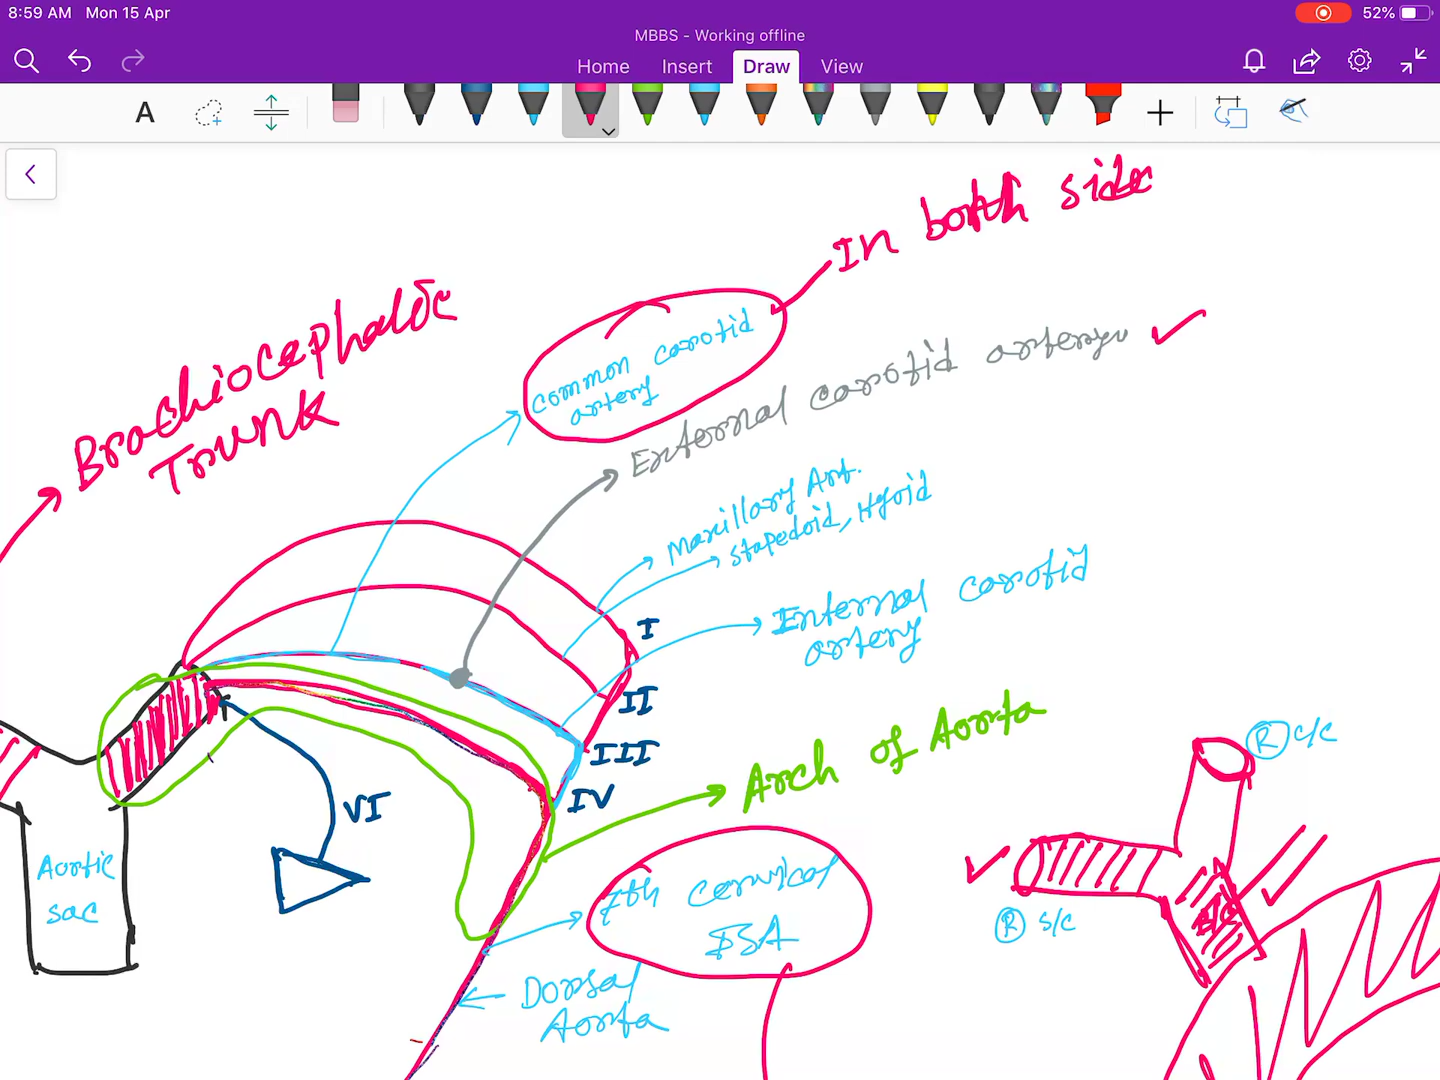 8:59 AM Mon 15 Apr
52%
MBBS - Working offline
Home Insert Draw View
A
In both side
Brachiocephalic
Trunk
common carotid
artery
External carotid artery
Maxillary Art.
Stapedoid, Hyoid
I
Internal carotid
artery
II
III
IV
Arch of Aorta
VI
Aortic
sac
7th cervical
ISA
Dorsal
Aorta
R C/C
R S/C
B/C